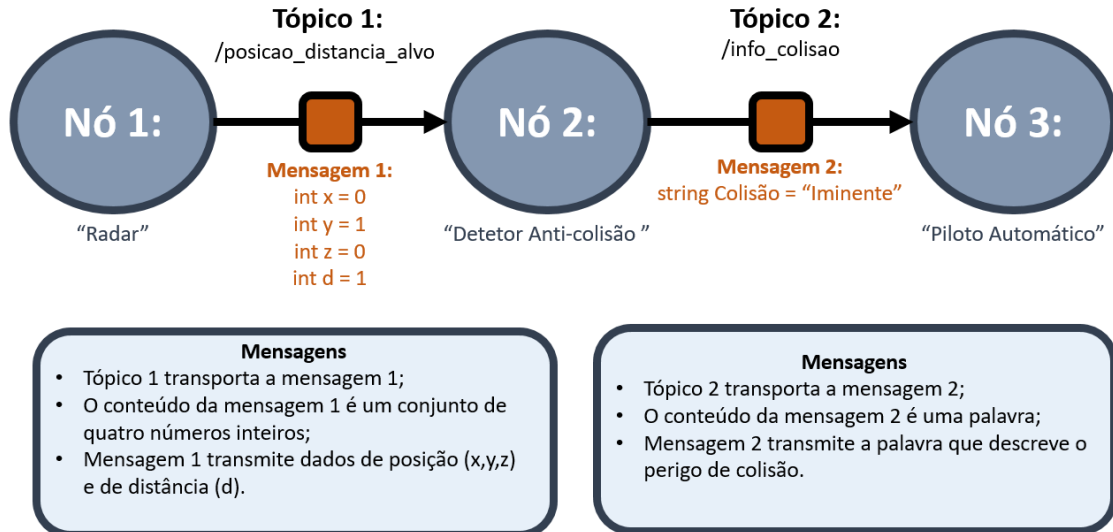 Tópico 1:
/posicao_distancia_alvo
Tópico 2:
/info_colisao
Nó 1:
Nó 2:
Nó 3:
Mensagem 1:
int x = 0
int y = 1
int z = 0
int d = 1
Mensagem 2:
string Colisão = “Iminente”
“Radar”
“Detetor Anti-colisão ”
“Piloto Automático”
Mensagens
• Tópico 1 transporta a mensagem 1;
• O conteúdo da mensagem 1 é um conjunto de
quatro números inteiros;
• Mensagem 1 transmite dados de posição (x,y,z)
e de distância (d).
Mensagens
• Tópico 2 transporta a mensagem 2;
• O conteúdo da mensagem 2 é uma palavra;
• Mensagem 2 transmite a palavra que descreve o
perigo de colisão.